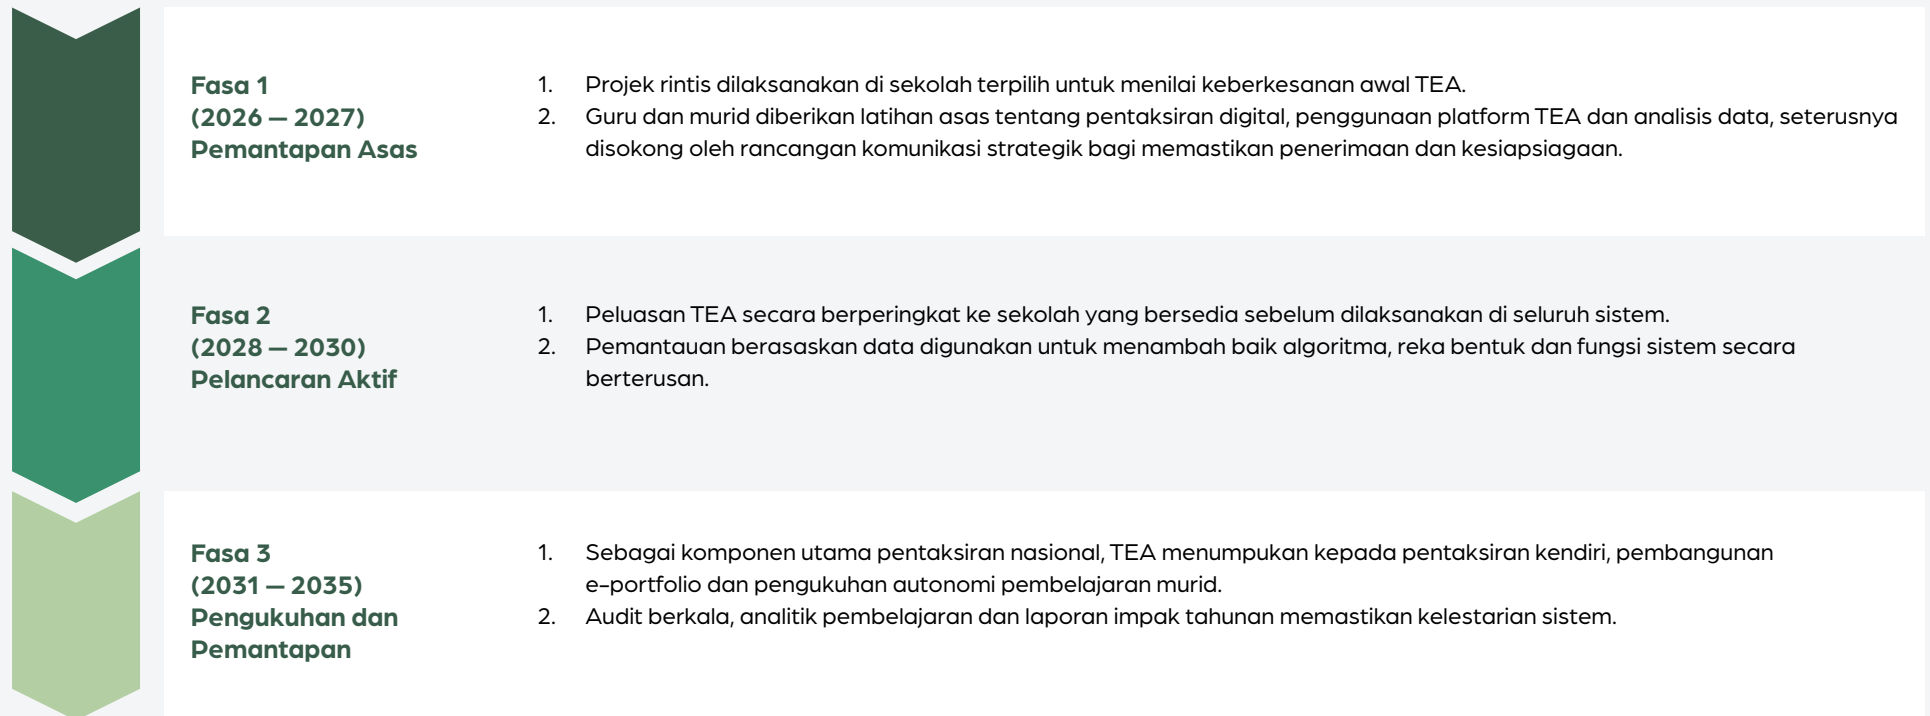 Fasa 1
(2026 – 2027)
Pemantapan Asas
1. Projek rintis dilaksanakan di sekolah terpilih untuk menilai keberkesanan awal TEA.
2. Guru dan murid diberikan latihan asas tentang pentaksiran digital, penggunaan platform TEA dan analisis data, seterusnya
disokong oleh rancangan komunikasi strategik bagi memastikan penerimaan dan kesiapsiagaan.
Fasa 2
(2028 – 2030)
Pelancaran Aktif
1. Peluasan TEA secara berperingkat ke sekolah yang bersedia sebelum dilaksanakan di seluruh sistem.
2. Pemantauan berasaskan data digunakan untuk menambah baik algoritma, reka bentuk dan fungsi sistem secara
berterusan.
Fasa 3
(2031 – 2035)
Pengukuhan dan
Pemantapan
1. Sebagai komponen utama pentaksiran nasional, TEA menumpukan kepada pentaksiran kendiri, pembangunan
e-portfolio dan pengukuhan autonomi pembelajaran murid.
2. Audit berkala, analitik pembelajaran dan laporan impak tahunan memastikan kelestarian sistem.